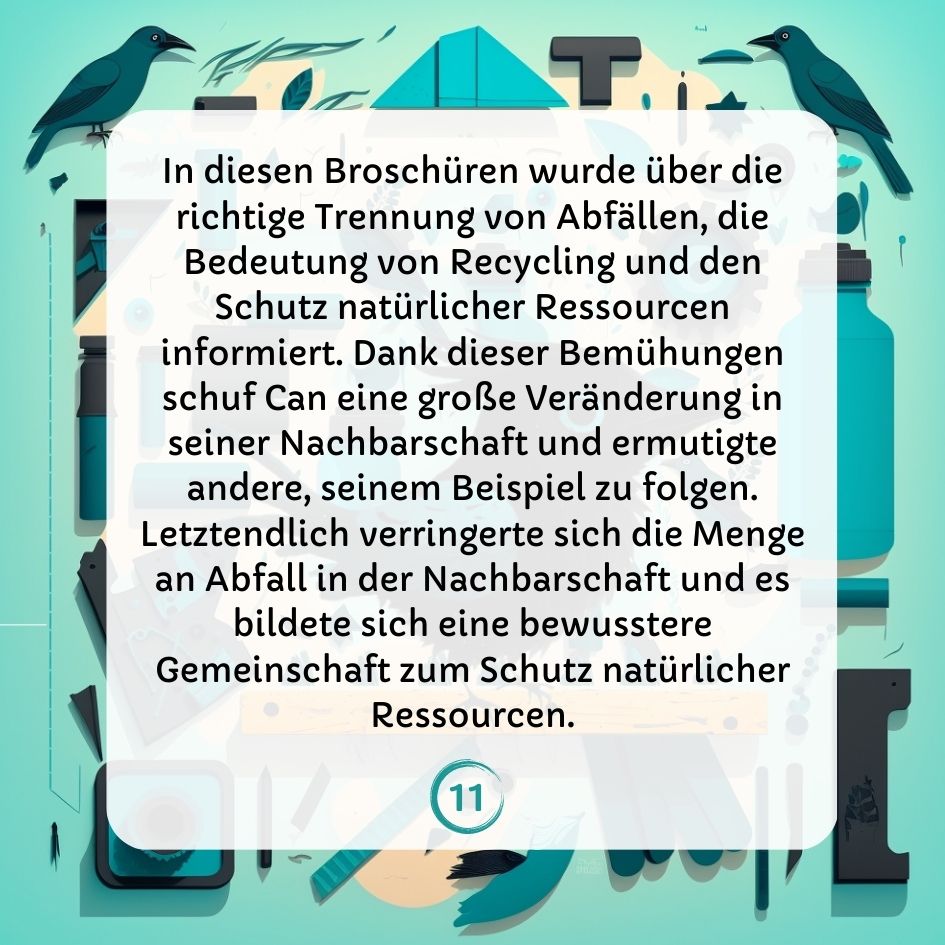 In diesen Broschüren wurde über die
richtige Trennung von Abfällen, die
Bedeutung von Recycling und den
Schutz natürlicher Ressourcen
informiert. Dank dieser Bemühungen
schuf Can eine große Veränderung in
seiner Nachbarschaft und ermutigte
andere, seinem Beispiel zu folgen.
Letztendlich verringerte sich die Menge
an Abfall in der Nachbarschaft und es
bildete sich eine bewusstere
Gemeinschaft zum Schutz natürlicher
Ressourcen.
11